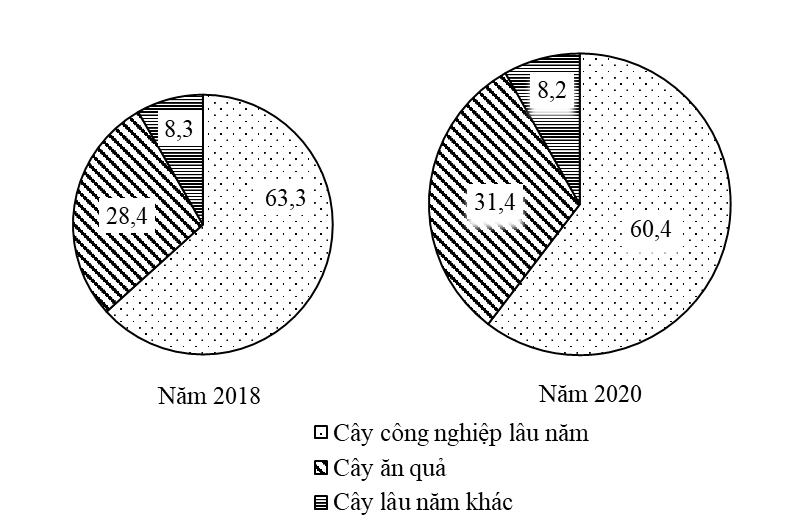 8,3
28,4
63,3
8,2
31,4
60,4
Năm 2018
Năm 2020
Cây công nghiệp lâu năm
Cây ăn quả
Cây lâu năm khác